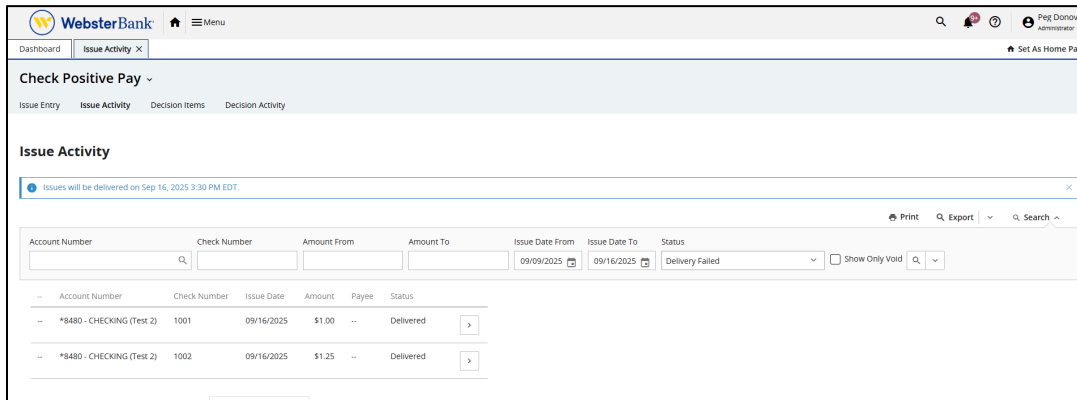 WebsterBank Menu 9+ Peg Donov
Administrator
Dashboard Issue Activity Set As Home Pa
Check Positive Pay
Issue Entry Issue Activity Decision Items Decision Activity
Issue Activity
Issues will be delivered on Sep 16, 2025 3:30 PM EDT.
Print Export Search
Account Number Check Number Amount From Amount To Issue Date From Issue Date To Status
09/09/2025 09/16/2025 Delivery Failed Show Only Void
-- Account Number Check Number Issue Date Amount Payee Status
-- *8480 - CHECKING (Test 2) 1001 09/16/2025 $1.00 -- Delivered
-- *8480 - CHECKING (Test 2) 1002 09/16/2025 $1.25 -- Delivered